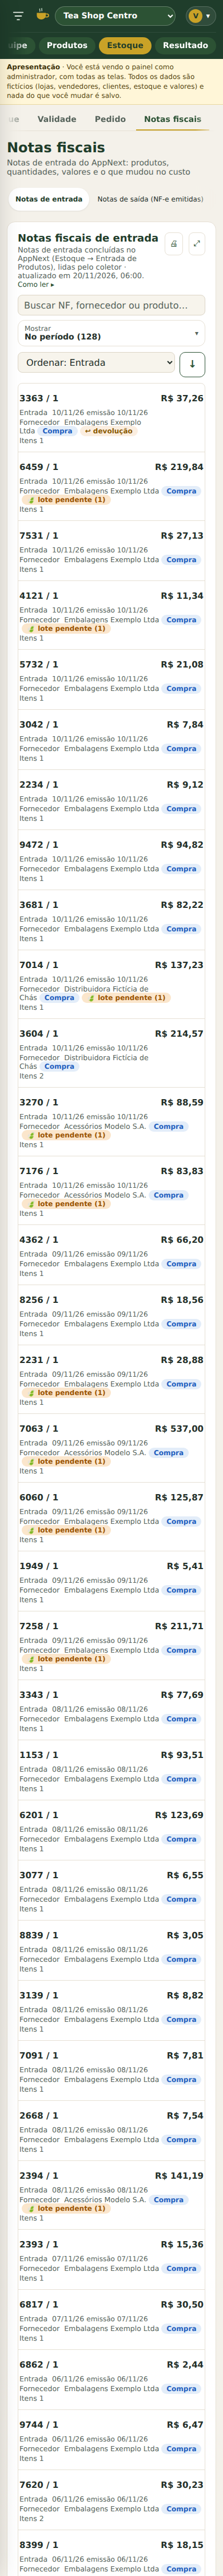 Tea Shop Centro
V
uipe
Produtos
Estoque
Resultado
Apresentação · Você está vendo o painel como
administrador, com todas as telas. Todos os dados são
fictícios (lojas, vendedores, clientes, estoque e valores) e
nada do que você mudar é salvo.
ue
Validade
Pedido
Notas fiscais
Notas fiscais
Notas de entrada do AppNext: produtos,
quantidades, valores e o que mudou no custo
Notas de entrada
Notas de saída (NF-e emitidas)
Notas fiscais de entrada
Notas de entrada concluídas no
AppNext (Estoque → Entrada de
Produtos), lidas pelo coletor ·
atualizado em 20/11/2026, 06:00.
Como ler ▸
Buscar NF, fornecedor ou produto…
Mostrar
No período (128)
Ordenar: Entrada
↓
3363 / 1 R$ 37,26
Entrada 10/11/26 emissão 10/11/26
Fornecedor Embalagens Exemplo
Ltda Compra ↩ devolução
Itens 1
6459 / 1 R$ 219,84
Entrada 10/11/26 emissão 10/11/26
Fornecedor Embalagens Exemplo Ltda Compra
lote pendente (1)
Itens 1
7531 / 1 R$ 27,13
Entrada 10/11/26 emissão 10/11/26
Fornecedor Embalagens Exemplo Ltda Compra
Itens 1
4121 / 1 R$ 11,34
Entrada 10/11/26 emissão 10/11/26
Fornecedor Embalagens Exemplo Ltda Compra
lote pendente (1)
Itens 1
5732 / 1 R$ 21,08
Entrada 10/11/26 emissão 10/11/26
Fornecedor Embalagens Exemplo Ltda Compra
Itens 1
3042 / 1 R$ 7,84
Entrada 10/11/26 emissão 10/11/26
Fornecedor Embalagens Exemplo Ltda Compra
Itens 1
2234 / 1 R$ 9,12
Entrada 10/11/26 emissão 10/11/26
Fornecedor Embalagens Exemplo Ltda Compra
Itens 1
9472 / 1 R$ 94,82
Entrada 10/11/26 emissão 10/11/26
Fornecedor Embalagens Exemplo Ltda Compra
Itens 1
3681 / 1 R$ 82,22
Entrada 10/11/26 emissão 10/11/26
Fornecedor Embalagens Exemplo Ltda Compra
Itens 1
7014 / 1 R$ 137,23
Entrada 10/11/26 emissão 10/11/26
Fornecedor Distribuidora Fictícia de
Chás Compra lote pendente (1)
Itens 1
3604 / 1 R$ 214,57
Entrada 10/11/26 emissão 10/11/26
Fornecedor Distribuidora Fictícia de
Chás Compra
Itens 2
3270 / 1 R$ 88,59
Entrada 10/11/26 emissão 10/11/26
Fornecedor Acessórios Modelo S.A. Compra
lote pendente (1)
Itens 1
7176 / 1 R$ 83,83
Entrada 10/11/26 emissão 10/11/26
Fornecedor Acessórios Modelo S.A. Compra
lote pendente (1)
Itens 1
4362 / 1 R$ 66,20
Entrada 09/11/26 emissão 09/11/26
Fornecedor Embalagens Exemplo Ltda Compra
Itens 1
8256 / 1 R$ 18,56
Entrada 09/11/26 emissão 09/11/26
Fornecedor Embalagens Exemplo Ltda Compra
Itens 1
2231 / 1 R$ 28,88
Entrada 09/11/26 emissão 09/11/26
Fornecedor Embalagens Exemplo Ltda Compra
lote pendente (1)
Itens 1
7063 / 1 R$ 537,00
Entrada 09/11/26 emissão 09/11/26
Fornecedor Acessórios Modelo S.A. Compra
lote pendente (1)
Itens 1
6060 / 1 R$ 125,87
Entrada 09/11/26 emissão 09/11/26
Fornecedor Embalagens Exemplo Ltda Compra
lote pendente (1)
Itens 1
1949 / 1 R$ 5,41
Entrada 09/11/26 emissão 09/11/26
Fornecedor Embalagens Exemplo Ltda Compra
Itens 1
7258 / 1 R$ 211,71
Entrada 09/11/26 emissão 09/11/26
Fornecedor Embalagens Exemplo Ltda Compra
lote pendente (1)
Itens 1
3343 / 1 R$ 77,69
Entrada 08/11/26 emissão 08/11/26
Fornecedor Embalagens Exemplo Ltda Compra
Itens 1
1153 / 1 R$ 93,51
Entrada 08/11/26 emissão 08/11/26
Fornecedor Embalagens Exemplo Ltda Compra
Itens 1
6201 / 1 R$ 123,69
Entrada 08/11/26 emissão 08/11/26
Fornecedor Embalagens Exemplo Ltda Compra
Itens 1
3077 / 1 R$ 6,55
Entrada 08/11/26 emissão 08/11/26
Fornecedor Embalagens Exemplo Ltda Compra
Itens 1
8839 / 1 R$ 3,05
Entrada 08/11/26 emissão 08/11/26
Fornecedor Embalagens Exemplo Ltda Compra
Itens 1
3139 / 1 R$ 8,82
Entrada 08/11/26 emissão 08/11/26
Fornecedor Embalagens Exemplo Ltda Compra
Itens 1
7091 / 1 R$ 7,81
Entrada 08/11/26 emissão 08/11/26
Fornecedor Embalagens Exemplo Ltda Compra
Itens 1
2668 / 1 R$ 7,54
Entrada 08/11/26 emissão 08/11/26
Fornecedor Embalagens Exemplo Ltda Compra
Itens 1
2394 / 1 R$ 141,19
Entrada 08/11/26 emissão 08/11/26
Fornecedor Acessórios Modelo S.A. Compra
lote pendente (1)
Itens 1
2393 / 1 R$ 15,36
Entrada 07/11/26 emissão 07/11/26
Fornecedor Embalagens Exemplo Ltda Compra
Itens 1
6817 / 1 R$ 30,50
Entrada 07/11/26 emissão 07/11/26
Fornecedor Embalagens Exemplo Ltda Compra
Itens 1
6862 / 1 R$ 2,44
Entrada 06/11/26 emissão 06/11/26
Fornecedor Embalagens Exemplo Ltda Compra
Itens 1
9744 / 1 R$ 6,47
Entrada 06/11/26 emissão 06/11/26
Fornecedor Embalagens Exemplo Ltda Compra
Itens 1
7620 / 1 R$ 30,23
Entrada 06/11/26 emissão 06/11/26
Fornecedor Embalagens Exemplo Ltda Compra
Itens 2
8399 / 1 R$ 18,15
Entrada 06/11/26 emissão 06/11/26
Fornecedor Embalagens Exemplo Ltda Compra